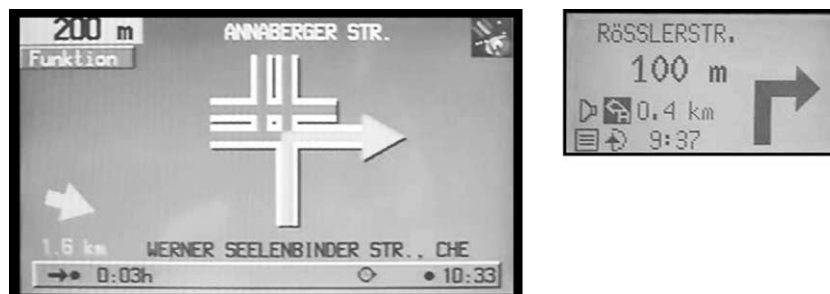 200 m ANNABERGER STR.
Funktion
1.6 km WERNER SEELENBINDER STR., CHE
0:03h 10:33
RöSSLERSTR.
100 m
0.4 km
9:37